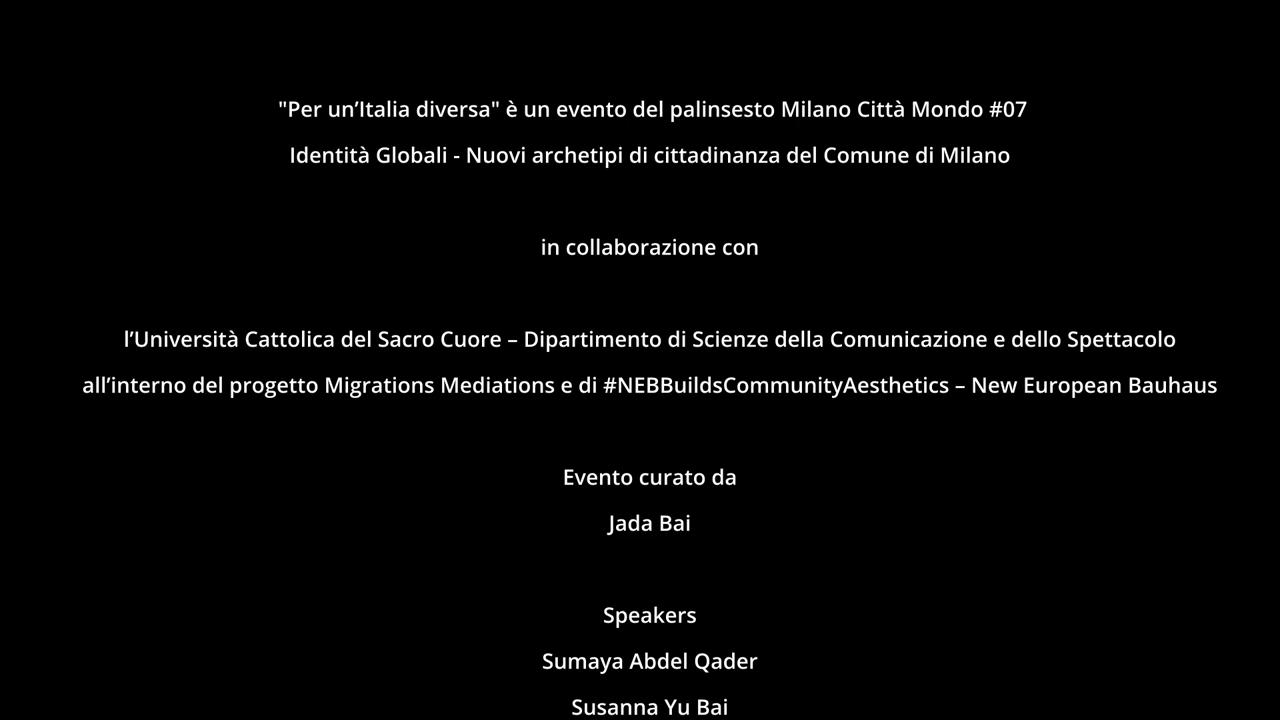 "Per un’Italia diversa" è un evento del palinsesto Milano Città Mondo #07
Identità Globali - Nuovi archetipi di cittadinanza del Comune di Milano
in collaborazione con
l’Università Cattolica del Sacro Cuore – Dipartimento di Scienze della Comunicazione e dello Spettacolo
all’interno del progetto Migrations Mediations e di #NEBBuildsCommunityAesthetics – New European Bauhaus
Evento curato da
Jada Bai
Speakers
Sumaya Abdel Qader
Susanna Yu Bai